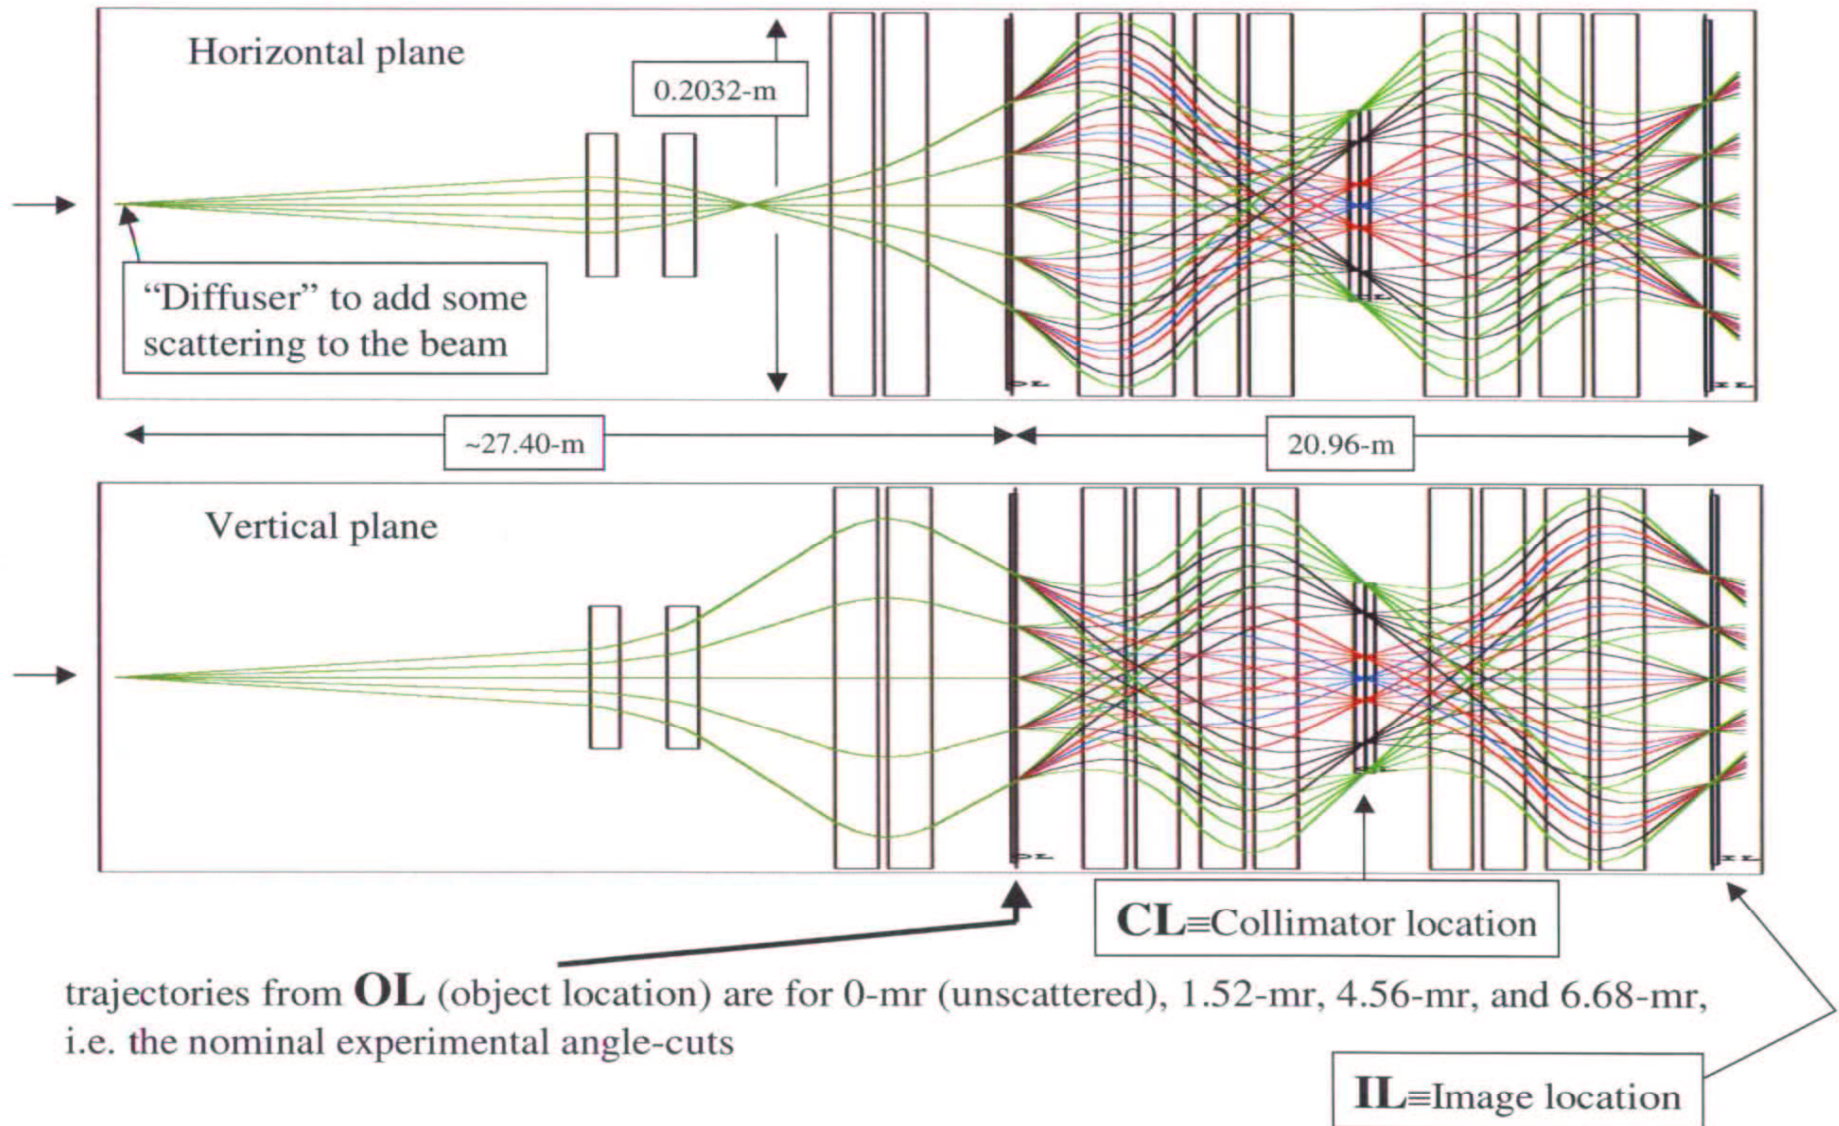 Horizontal plane
0.2032-m
"Diffuser" to add some
scattering to the beam
~27.40-m
20.96-m
Vertical plane
CL≡Collimator location
trajectories from OL (object location) are for 0-mr (unscattered), 1.52-mr, 4.56-mr, and 6.68-mr,
i.e. the nominal experimental angle-cuts
IL≡Image location